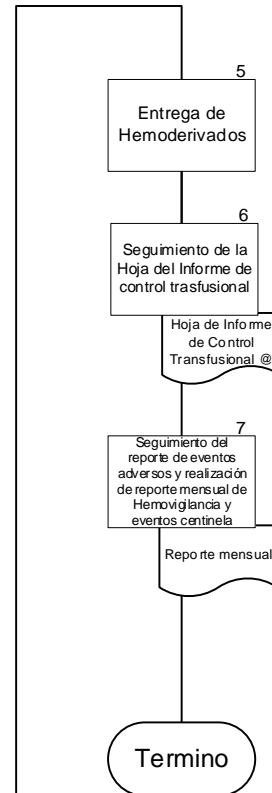 5
Entrega de
Hemoderivados
6
Seguimiento de la
Hoja del Informe de
control trasfusional
Hoja de Informe
de Control
Transfusional @
7
Seguimiento del
reporte de eventos
adversos y realización
de reporte mensual de
Hemovigilancia y
eventos centinela
Reporte mensual
Termino